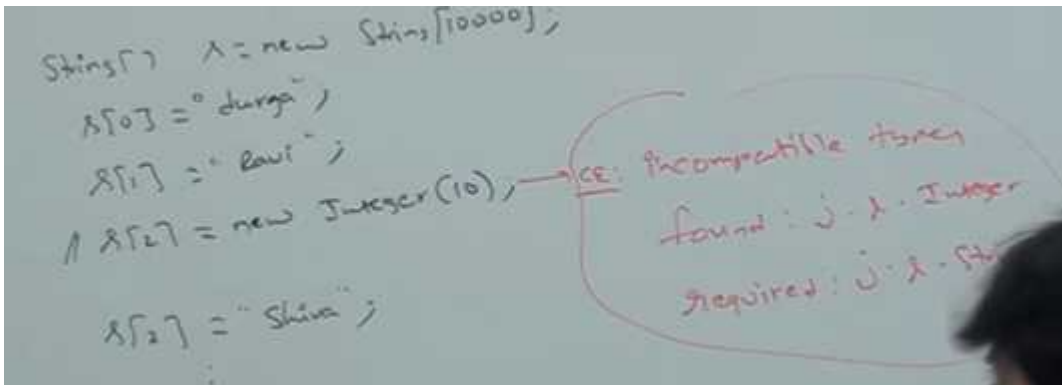 String[] s = new String[10000];
s[0] = "durga";
s[1] = "Ravi";
s[2] = new Integer(10); → CE: incompatible types
found: j.l.Integer
required: j.l.Str
s[2] = "Shiva";